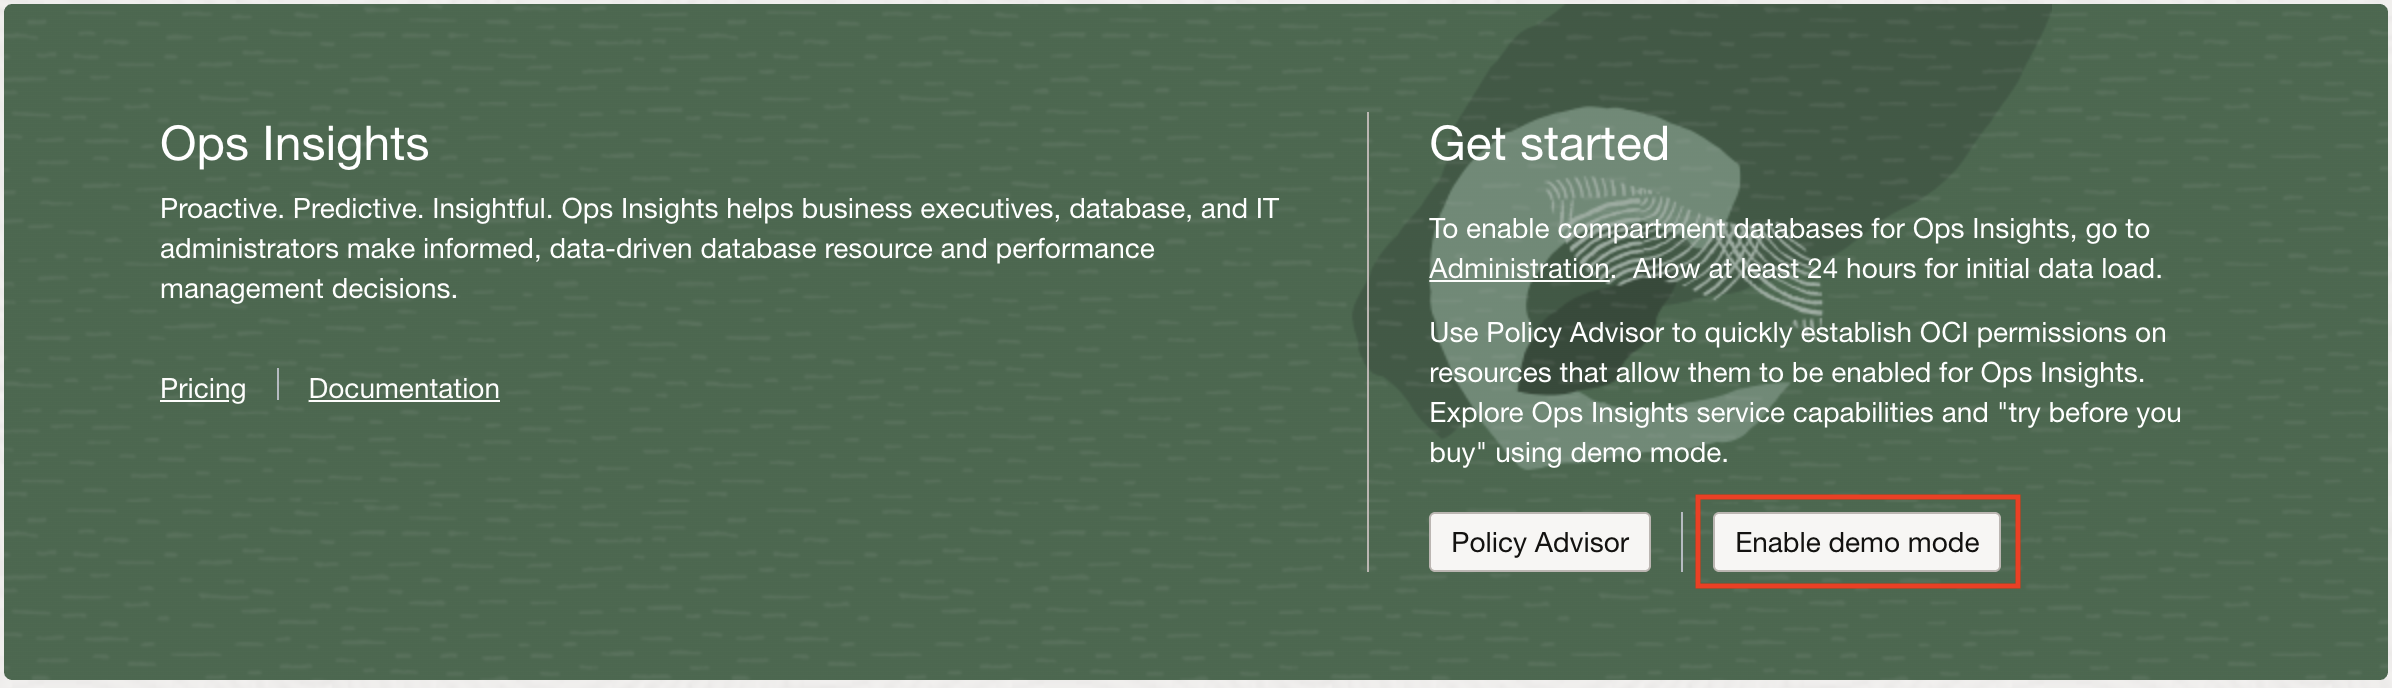 Ops Insights
Proactive. Predictive. Insightful. Ops Insights helps business executives, database, and IT
administrators make informed, data-driven database resource and performance
management decisions.
Pricing
Documentation
Get started
To enable compartment databases for Ops Insights, go to
Administration.  Allow at least 24 hours for initial data load.
Use Policy Advisor to quickly establish OCI permissions on
resources that allow them to be enabled for Ops Insights.
Explore Ops Insights service capabilities and "try before you
buy" using demo mode.
Policy Advisor
Enable demo mode